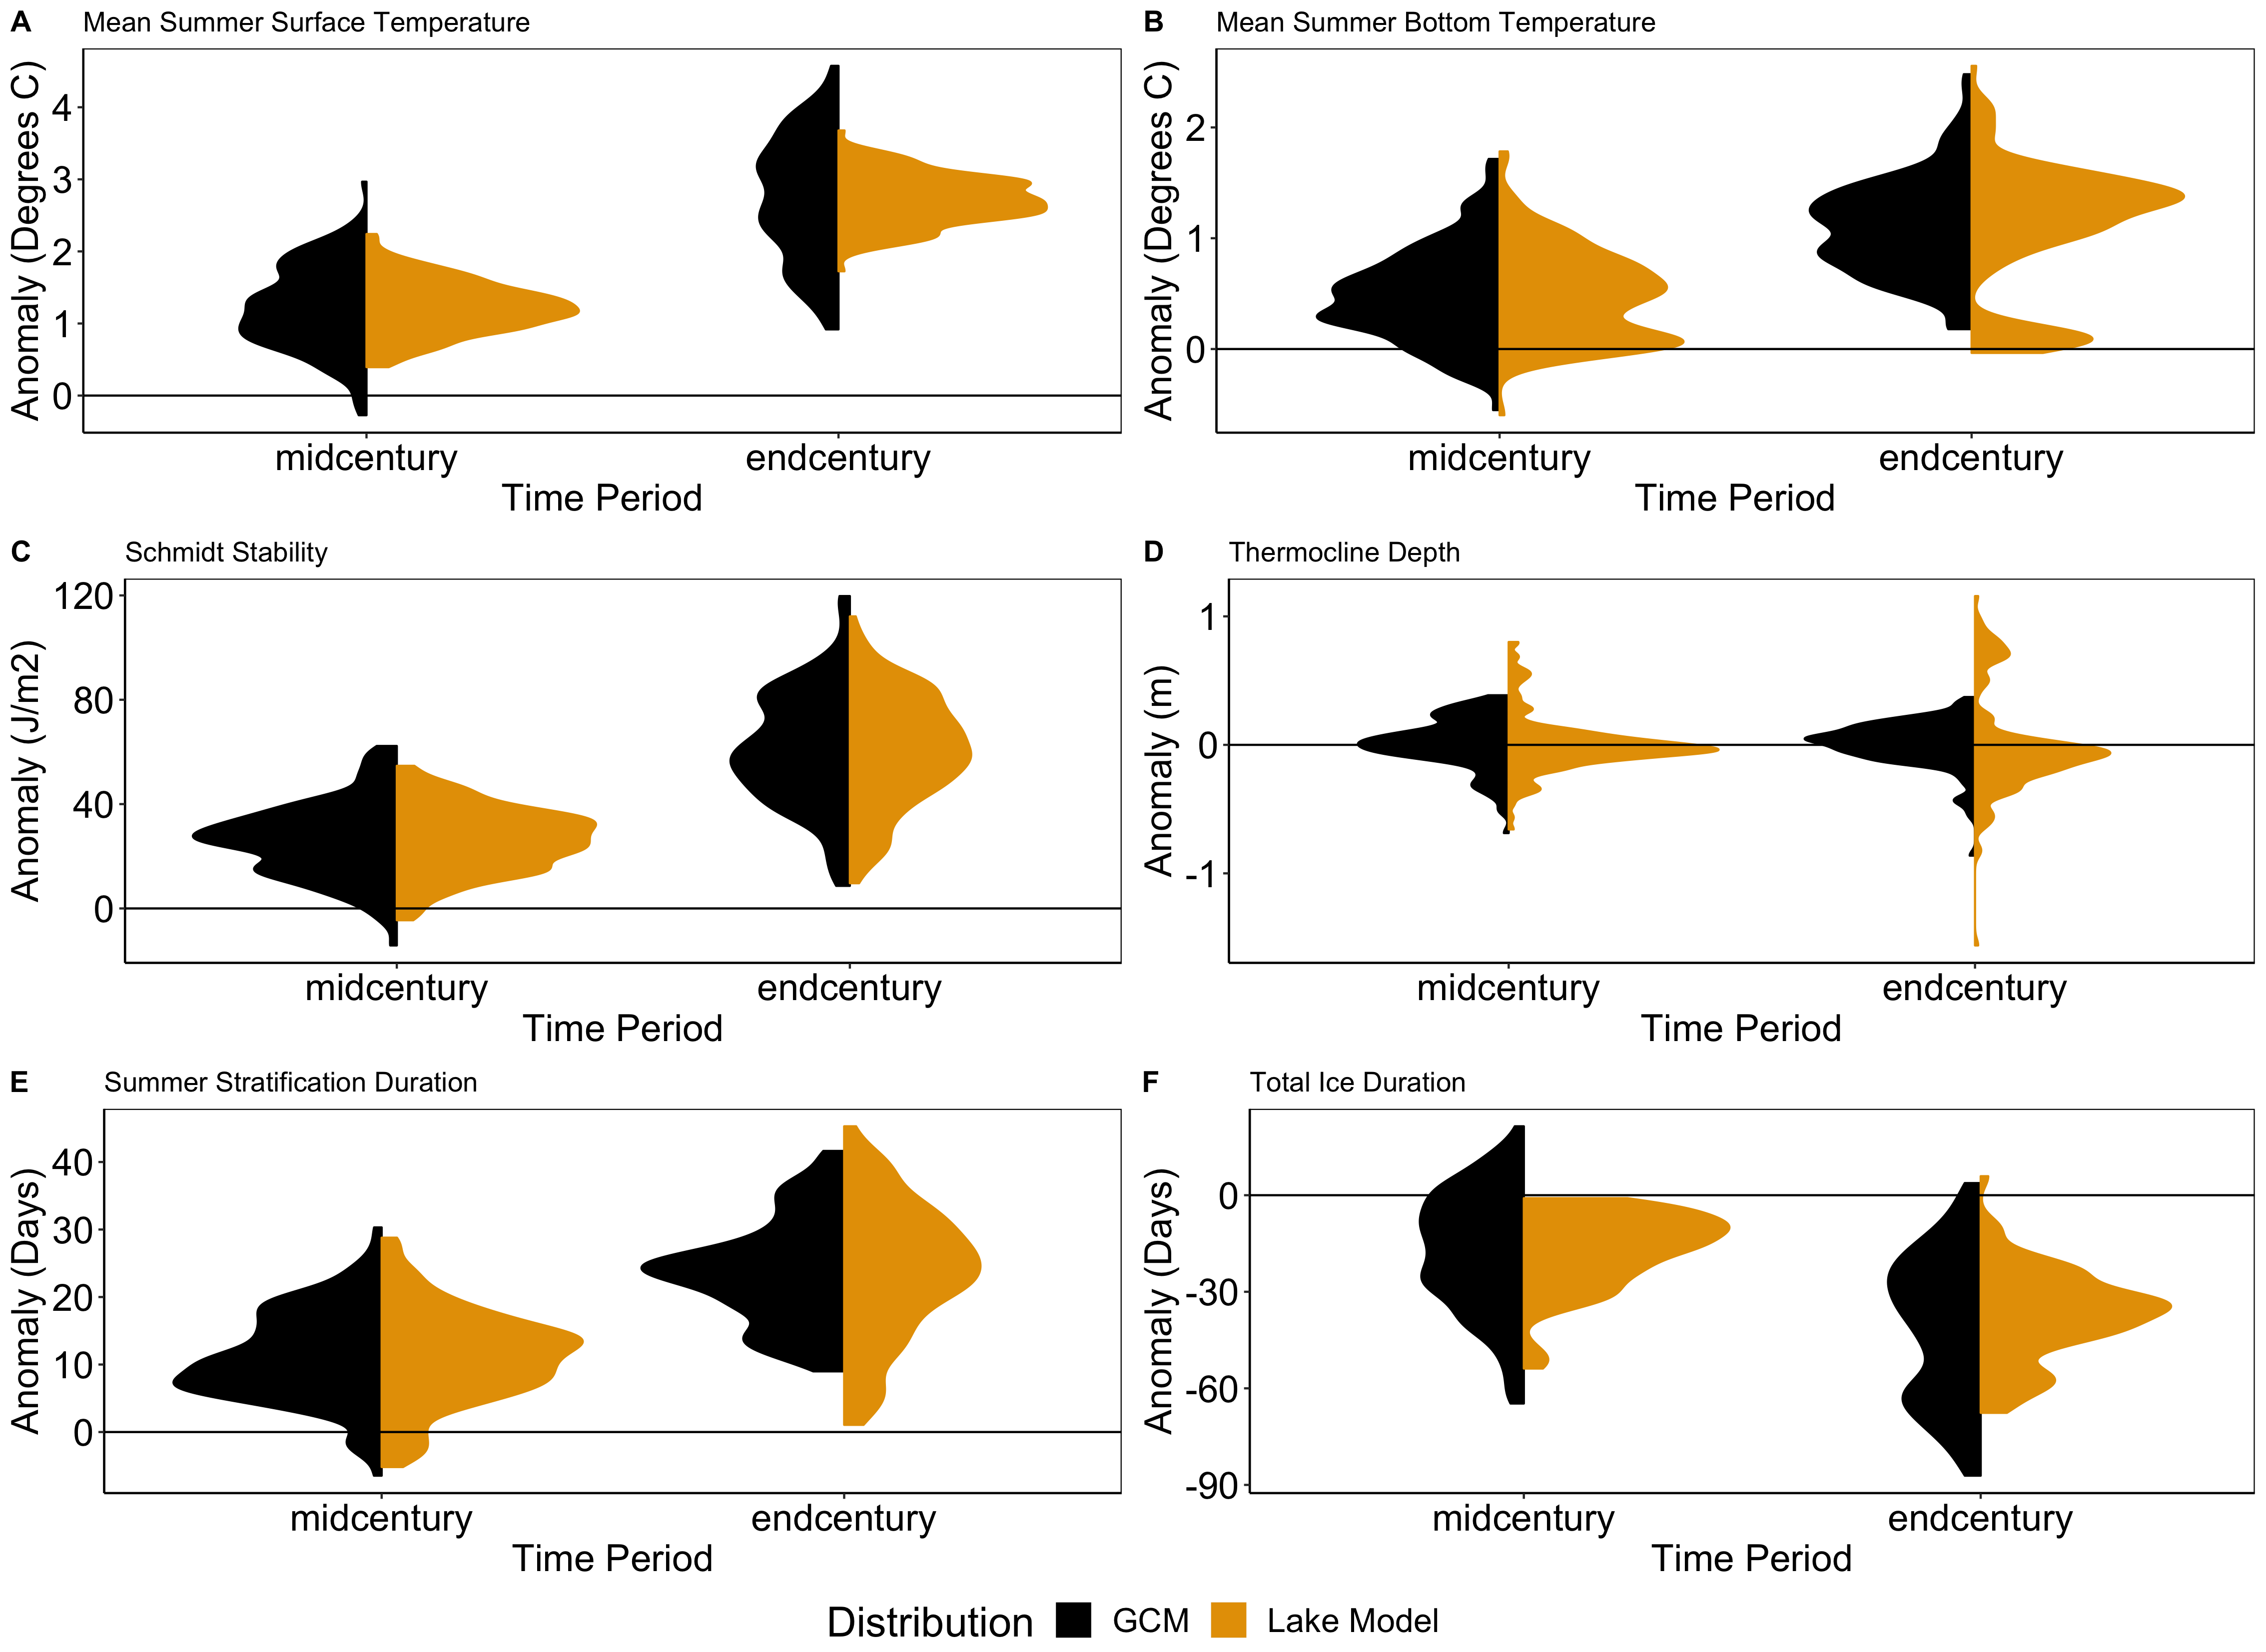 A Mean Summer Surface Temperature
Anomaly (Degrees C)
4
3
2
1
0
midcentury endcentury
Time Period
B Mean Summer Bottom Temperature
Anomaly (Degrees C)
2
1
0
midcentury endcentury
Time Period
C Schmidt Stability
Anomaly (J/m2)
120
80
40
0
midcentury endcentury
Time Period
D Thermocline Depth
Anomaly (m)
1
0
-1
midcentury endcentury
Time Period
E Summer Stratification Duration
Anomaly (Days)
40
30
20
10
0
midcentury endcentury
Time Period
F Total Ice Duration
Anomaly (Days)
0
-30
-60
-90
midcentury endcentury
Time Period
Distribution GCM Lake Model